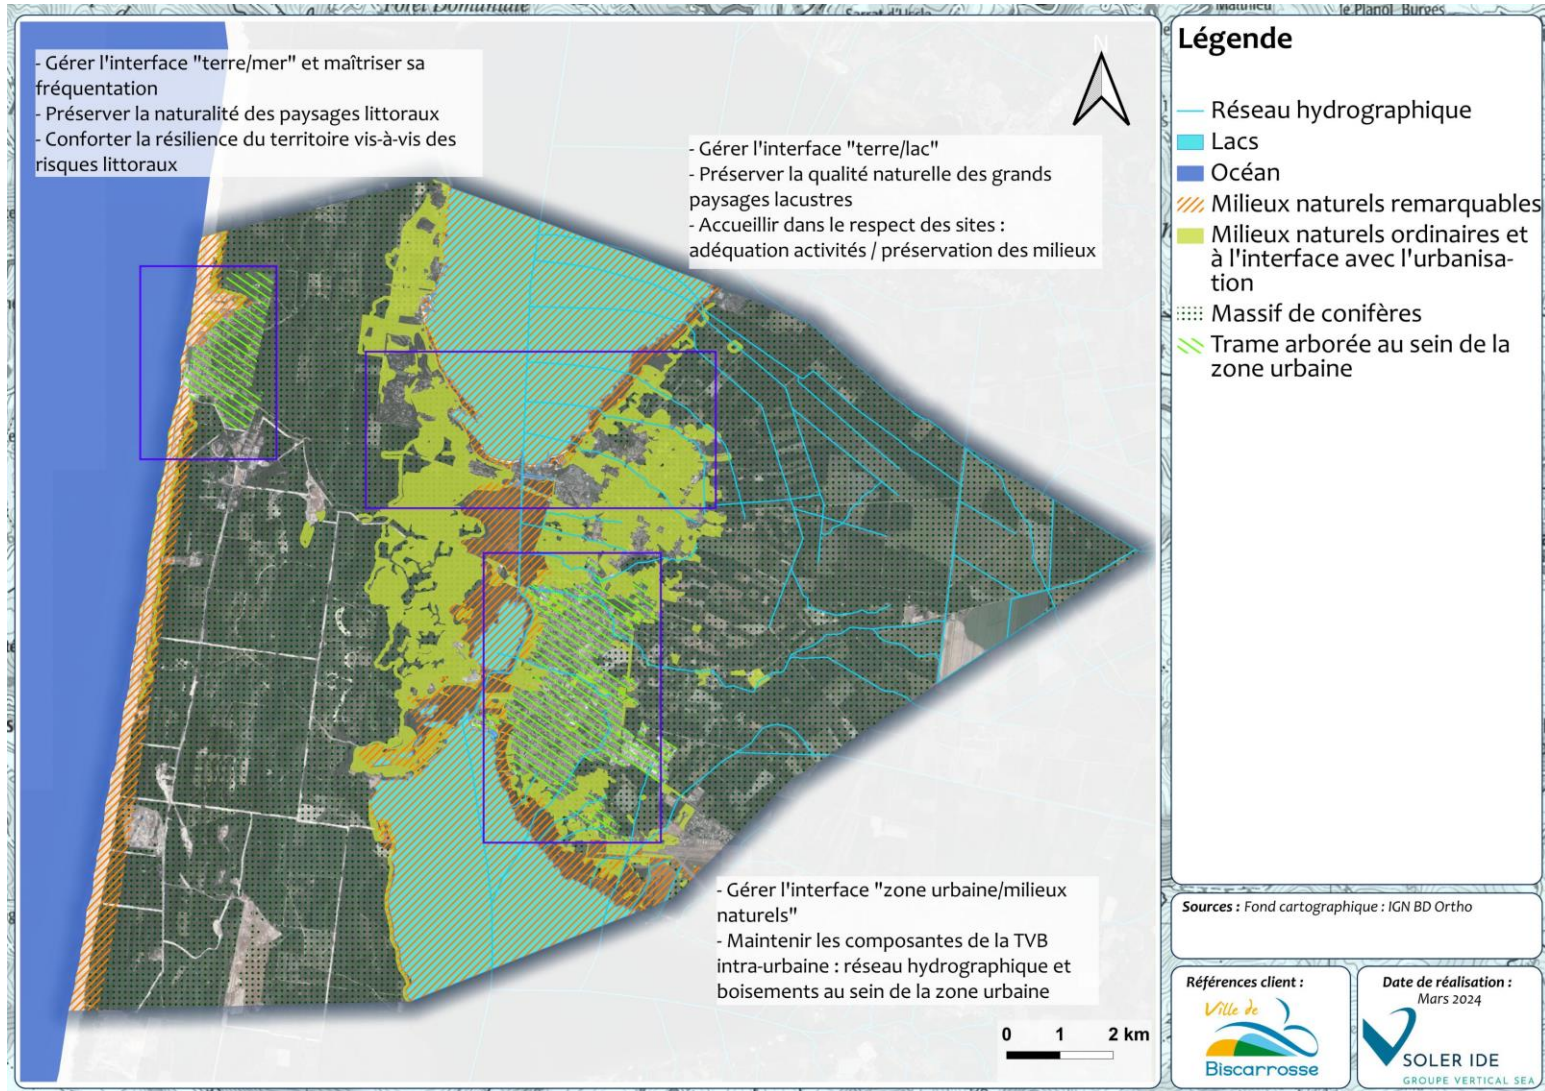 Forêt Domaniale
le Planol Burges
- Gérer l'interface "terre/mer" et maîtriser sa
fréquentation
- Préserver la naturalité des paysages littoraux
- Conforter la résilience du territoire vis-à-vis des
risques littoraux
N
- Gérer l'interface "terre/lac"
- Préserver la qualité naturelle des grands
paysages lacustres
- Accueillir dans le respect des sites :
adéquation activités / préservation des milieux
- Gérer l'interface "zone urbaine/milieux
naturels"
- Maintenir les composantes de la TVB
intra-urbaine : réseau hydrographique et
boisements au sein de la zone urbaine
0 1 2 km
Légende
Réseau hydrographique
Lacs
Océan
Milieux naturels remarquables
Milieux naturels ordinaires et
à l'interface avec l'urbanisa-
tion
Massif de conifères
Trame arborée au sein de la
zone urbaine
Sources : Fond cartographique : IGN BD Ortho
Références client :
Ville de
Biscarrosse
Date de réalisation :
Mars 2024
SOLER IDE
GROUPE VERTICAL SEA